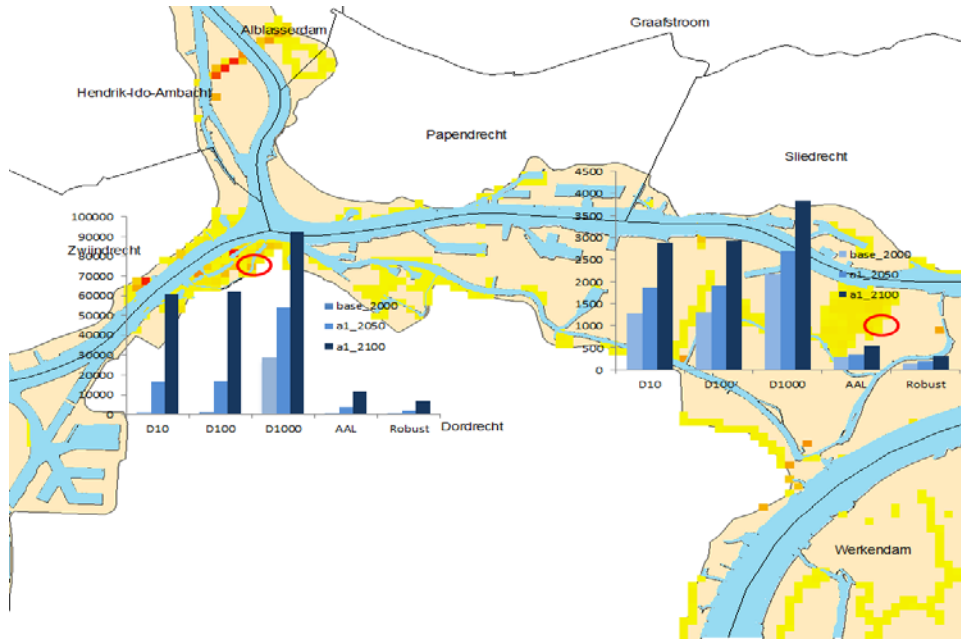 Graafstroom
Alblasserdam
Hendrik-Ido-Ambacht
Papendrecht
Sliedrecht
4500
4000
3500
3000
2500
2000
1500
1000
500
0
base_2000
a1_2050
a1_2100
D10
D100
D1000
AAL
Robust
Zwijndrecht
100000
90000
80000
70000
60000
50000
40000
30000
20000
10000
0
base_2000
a1_2050
a1_2100
D10
D100
D1000
AAL
Robust
Dordrecht
Werkendam